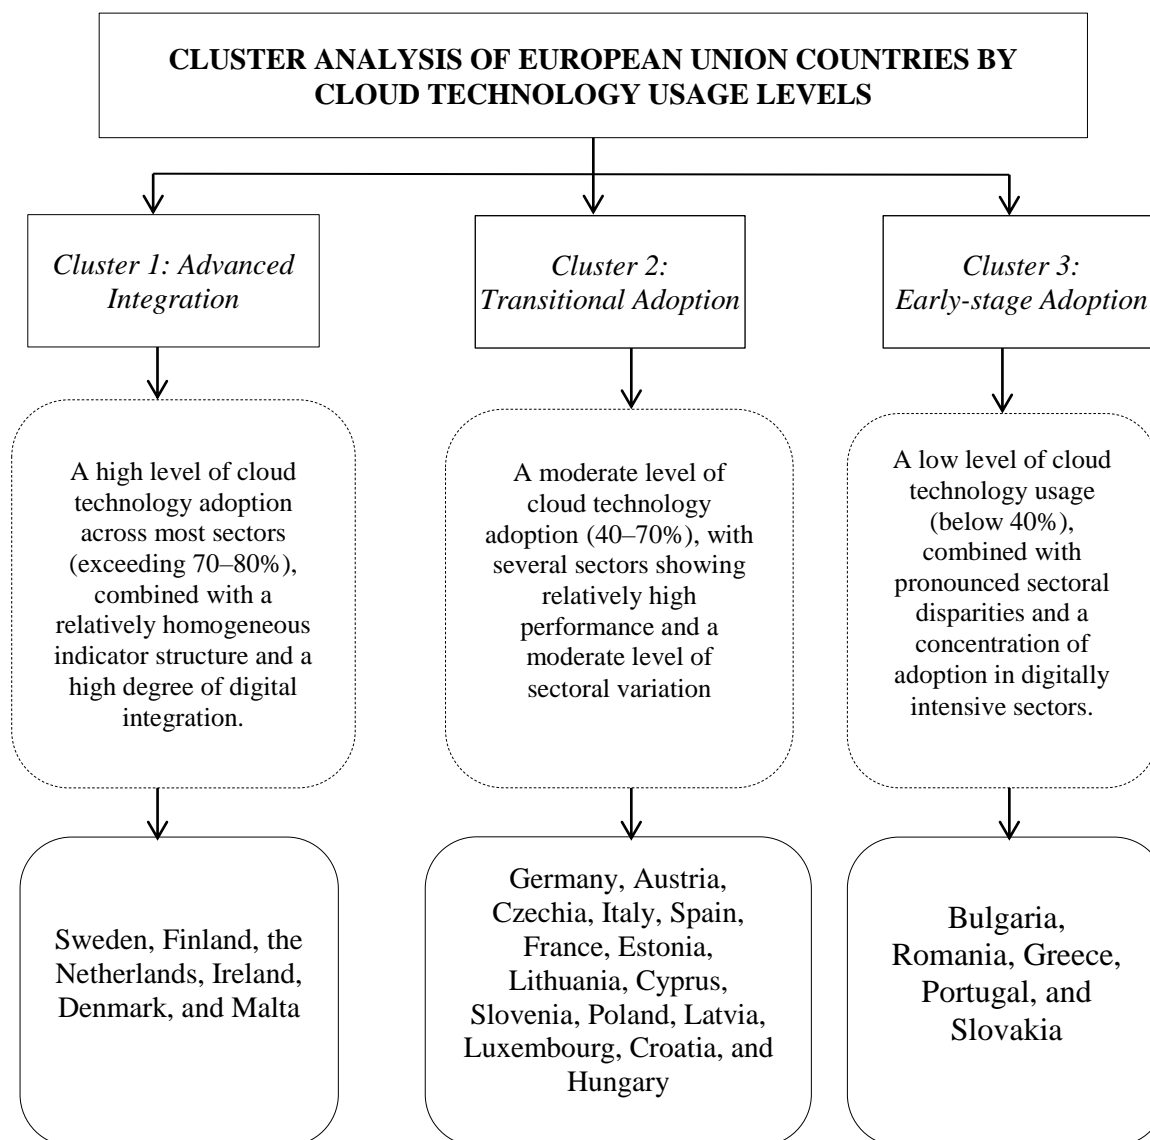 CLUSTER ANALYSIS OF EUROPEAN UNION COUNTRIES BY
CLOUD TECHNOLOGY USAGE LEVELS
Cluster 1: Advanced
Integration
Cluster 2:
Transitional Adoption
Cluster 3:
Early-stage Adoption
A high level of cloud
technology adoption
across most sectors
(exceeding 70–80%),
combined with a
relatively homogeneous
indicator structure and a
high degree of digital
integration.
A moderate level of
cloud technology
adoption (40–70%), with
several sectors showing
relatively high
performance and a
moderate level of
sectoral variation
A low level of cloud
technology usage
(below 40%),
combined with
pronounced sectoral
disparities and a
concentration of
adoption in digitally
intensive sectors.
Sweden, Finland, the
Netherlands, Ireland,
Denmark, and Malta
Germany, Austria,
Czechia, Italy, Spain,
France, Estonia,
Lithuania, Cyprus,
Slovenia, Poland, Latvia,
Luxembourg, Croatia, and
Hungary
Bulgaria,
Romania, Greece,
Portugal, and
Slovakia